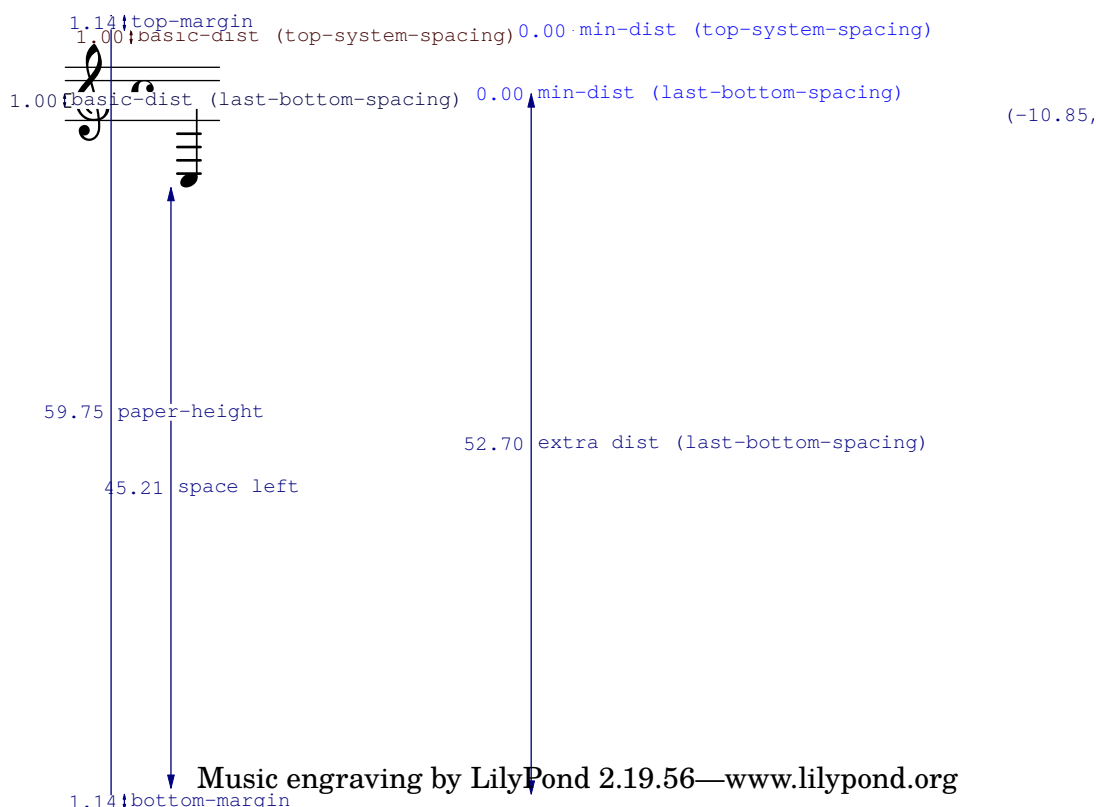 1.14 top-margin
0.00 min-dist (top-system-spacing)
1.00 basic-dist (top-system-spacing)
0.00 min-dist (last-bottom-spacing)
1.00 basic-dist (last-bottom-spacing)
(-10.85,
59.75 paper-height
52.70 extra dist (last-bottom-spacing)
45.21 space left
Music engraving by LilyPond 2.19.56—www.lilypond.org
1.14 bottom-margin